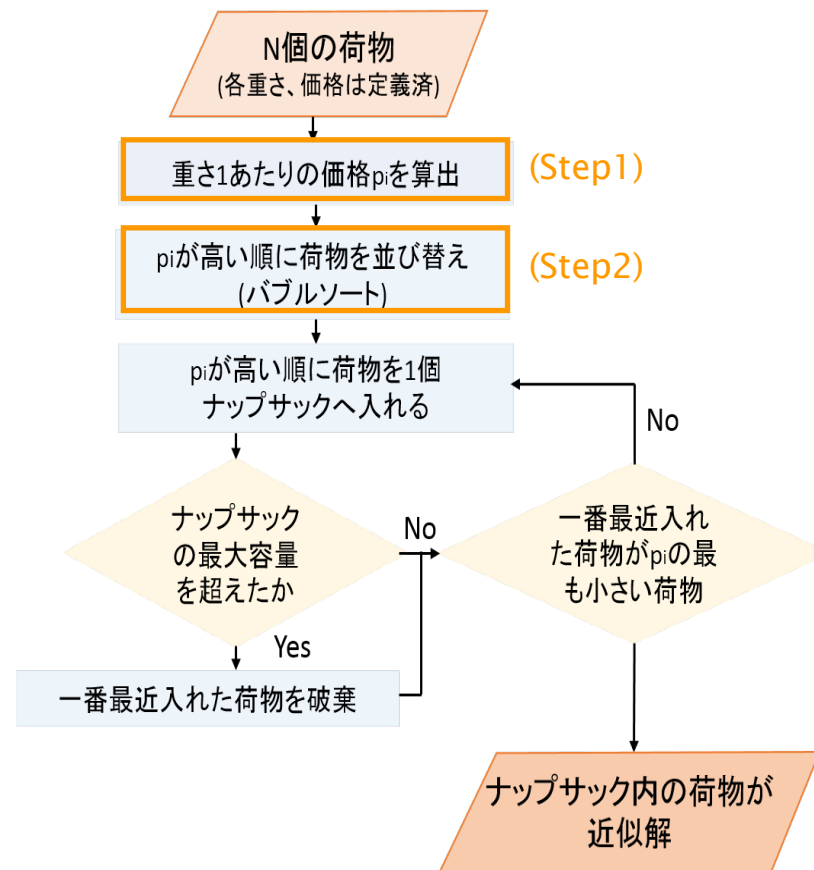 N個の荷物
(各重さ、価格は定義済)
重さ1あたりの価格piを算出
(Step1)
piが高い順に荷物を並び替え
(バブルソート)
(Step2)
piが高い順に荷物を1個
ナップサックへ入れる
No
ナップサック
の最大容量
を超えたか
No
一番最近入れ
た荷物がpiの最
も小さい荷物
Yes
一番最近入れた荷物を破棄
ナップサック内の荷物が
近似解